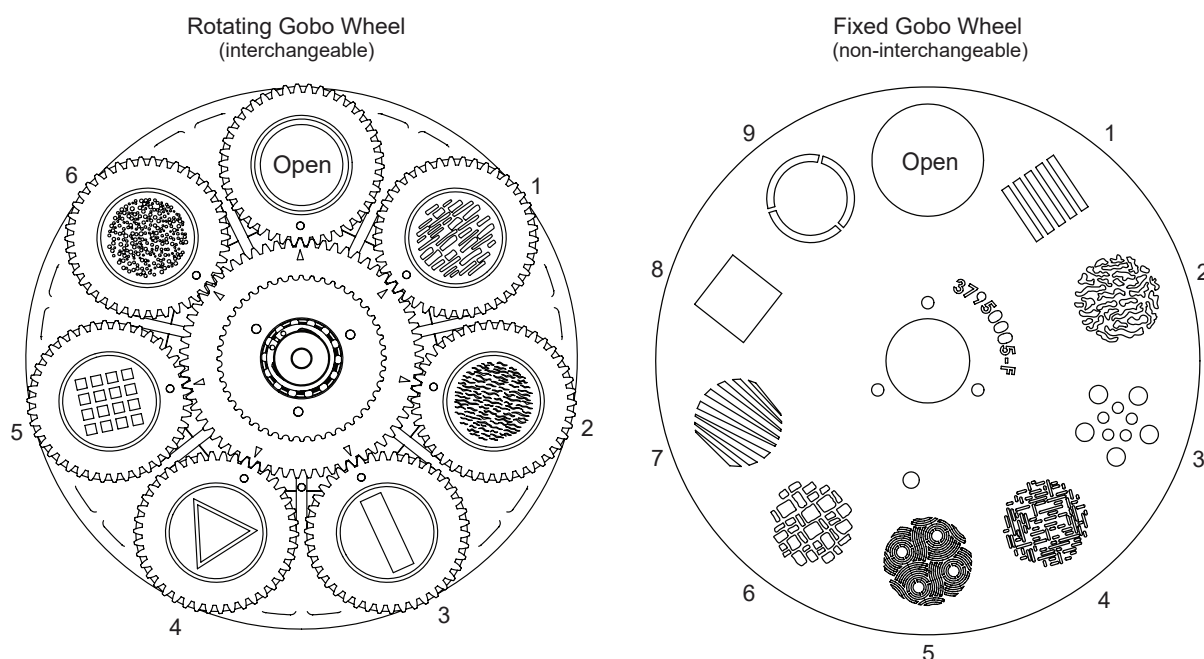 Rotating Gobo Wheel
(interchangeable)
Open
1
2
3
4
5
6
Fixed Gobo Wheel
(non-interchangeable)
Open
1
2
3
4
5
6
7
8
9
37950005-F